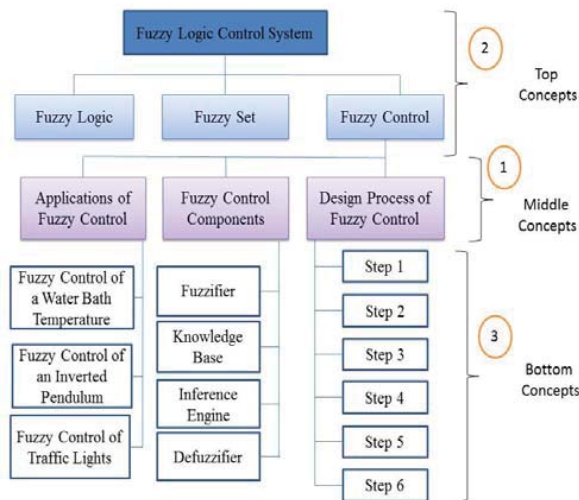 Fuzzy Logic Control System
2
Top
Concepts
Fuzzy Logic
Fuzzy Set
Fuzzy Control
1
Middle
Concepts
Applications of
Fuzzy Control
Fuzzy Control
Components
Design Process of
Fuzzy Control
Fuzzy Control of
a Water Bath
Temperature
Fuzzy Control of
an Inverted
Pendulum
Fuzzy Control of
Traffic Lights
Fuzzifier
Knowledge
Base
Inference
Engine
Defuzzifier
Step 1
Step 2
Step 3
Step 4
Step 5
Step 6
3
Bottom
Concepts